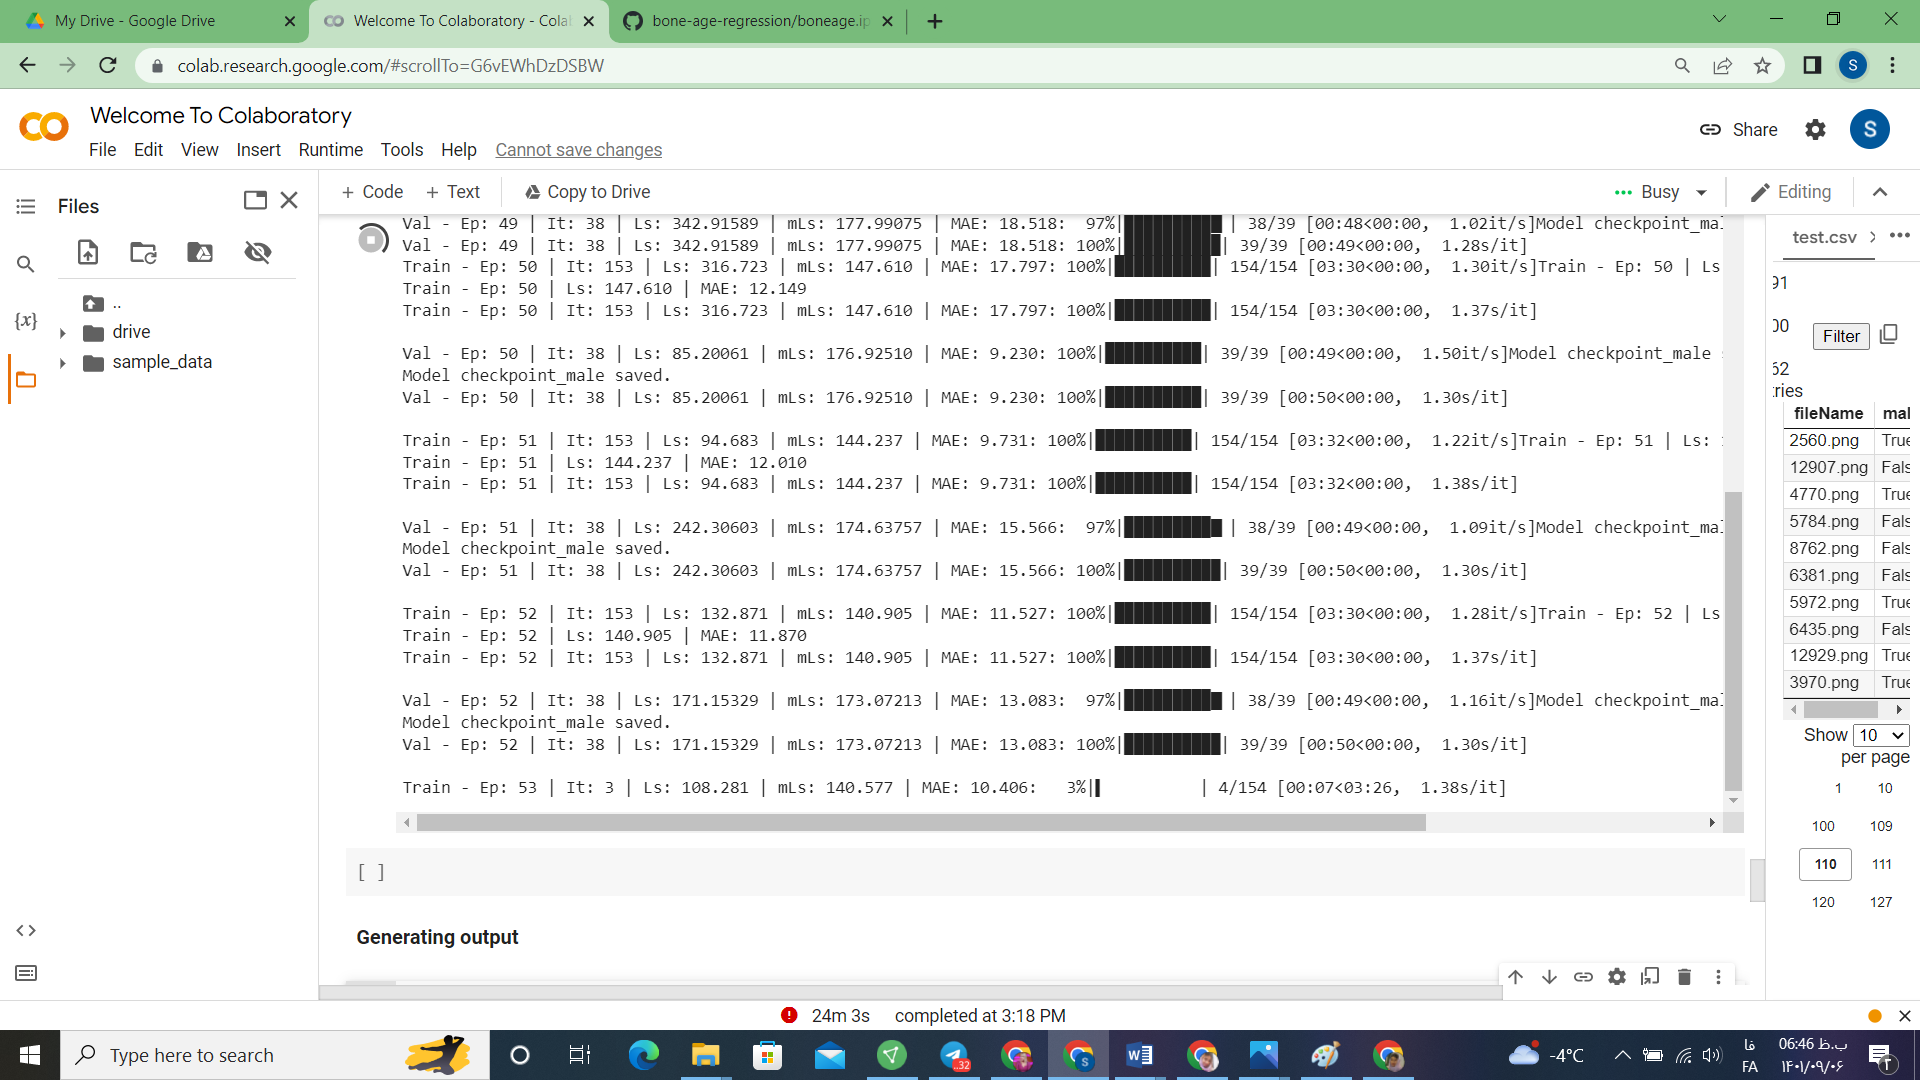 My Drive - Google Drive
Welcome To Colaboratory - Cola
bone-age-regression/boneage.ip
colab.research.google.com/#scrollTo=G6vEWhDzDSBW
S
Welcome To Colaboratory
File Edit View Insert Runtime Tools Help Cannot save changes
Share
S
Files
+ Code + Text Copy to Drive
Busy
Editing
..
drive
sample_data
{x}
Val - Ep: 49 | It: 38 | Ls: 342.91589 | mLs: 177.99075 | MAE: 18.518: 97%|██████████ | 38/39 [00:48<00:00, 1.02it/s]Model checkpoint_mal
Val - Ep: 49 | It: 38 | Ls: 342.91589 | mLs: 177.99075 | MAE: 18.518: 100%|██████████| 39/39 [00:49<00:00, 1.28s/it]
Train - Ep: 50 | It: 153 | Ls: 316.723 | mLs: 147.610 | MAE: 17.797: 100%|██████████| 154/154 [03:30<00:00, 1.30it/s]Train - Ep: 50 | Ls
Train - Ep: 50 | Ls: 147.610 | MAE: 12.149
Train - Ep: 50 | It: 153 | Ls: 316.723 | mLs: 147.610 | MAE: 17.797: 100%|██████████| 154/154 [03:30<00:00, 1.37s/it]
Val - Ep: 50 | It: 38 | Ls: 85.20061 | mLs: 176.92510 | MAE: 9.230: 100%|██████████| 39/39 [00:49<00:00, 1.50it/s]Model checkpoint_male
Model checkpoint_male saved.
Val - Ep: 50 | It: 38 | Ls: 85.20061 | mLs: 176.92510 | MAE: 9.230: 100%|██████████| 39/39 [00:50<00:00, 1.30s/it]
Train - Ep: 51 | It: 153 | Ls: 94.683 | mLs: 144.237 | MAE: 9.731: 100%|██████████| 154/154 [03:32<00:00, 1.22it/s]Train - Ep: 51 | Ls:
Train - Ep: 51 | Ls: 144.237 | MAE: 12.010
Train - Ep: 51 | It: 153 | Ls: 94.683 | mLs: 144.237 | MAE: 9.731: 100%|██████████| 154/154 [03:32<00:00, 1.38s/it]
Val - Ep: 51 | It: 38 | Ls: 242.30603 | mLs: 174.63757 | MAE: 15.566: 97%|██████████ | 38/39 [00:49<00:00, 1.09it/s]Model checkpoint_mal
Model checkpoint_male saved.
Val - Ep: 51 | It: 38 | Ls: 242.30603 | mLs: 174.63757 | MAE: 15.566: 100%|██████████| 39/39 [00:50<00:00, 1.30s/it]
Train - Ep: 52 | It: 153 | Ls: 132.871 | mLs: 140.905 | MAE: 11.527: 100%|██████████| 154/154 [03:30<00:00, 1.28it/s]Train - Ep: 52 | Ls
Train - Ep: 52 | Ls: 140.905 | MAE: 11.870
Train - Ep: 52 | It: 153 | Ls: 132.871 | mLs: 140.905 | MAE: 11.527: 100%|██████████| 154/154 [03:30<00:00, 1.37s/it]
Val - Ep: 52 | It: 38 | Ls: 171.15329 | mLs: 173.07213 | MAE: 13.083: 97%|██████████ | 38/39 [00:49<00:00, 1.16it/s]Model checkpoint_mal
Model checkpoint_male saved.
Val - Ep: 52 | It: 38 | Ls: 171.15329 | mLs: 173.07213 | MAE: 13.083: 100%|██████████| 39/39 [00:50<00:00, 1.30s/it]
Train - Ep: 53 | It: 3 | Ls: 108.281 | mLs: 140.577 | MAE: 10.406: 3%|▌ | 4/154 [00:07<03:26, 1.38s/it]
[ ]
Generating output
test.csv
91
00
62
ries
Filter
fileName mal
2560.png True
12907.png Fals
4770.png True
5784.png Fals
8762.png Fals
6381.png Fals
5972.png True
6435.png Fals
12929.png True
3970.png True
Show 10
per page
1 10
100 109
110 111
120 127
24m 3s completed at 3:18 PM
Type here to search
..32
-4°C
فا
FA
06:46 ب.ظ
۱۴۰۱/۰۹/۰۶
۲